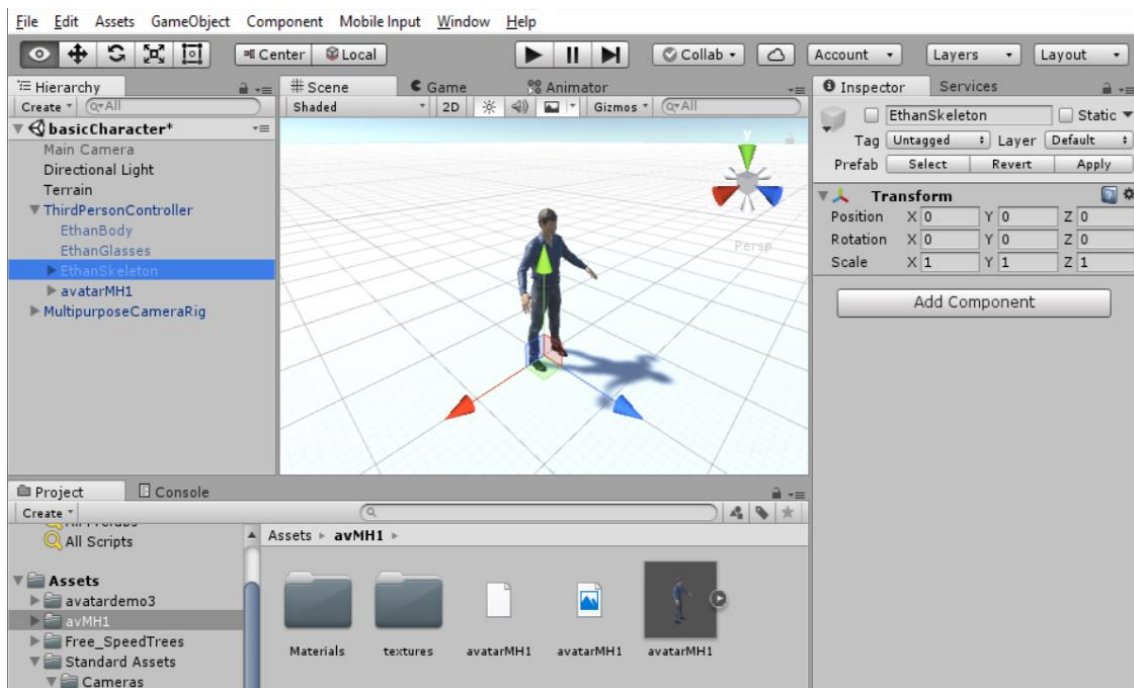 File Edit Assets GameObject Component Mobile Input Window Help
Center Local Collab Account Layers Layout
Hierarchy
Create All
basicCharacter*
Main Camera
Directional Light
Terrain
ThirdPersonController
EthanBody
EthanGlasses
EthanSkeleton
avatarMH1
MultipurposeCameraRig
Scene Game Animator
Shaded 2D Gizmos All
y
Persp
Inspector Services
EthanSkeleton Static
Tag Untagged Layer Default
Prefab Select Revert Apply
Transform
Position X 0 Y 0 Z 0
Rotation X 0 Y 0 Z 0
Scale X 1 Y 1 Z 1
Add Component
Project Console
Create
All Scripts
Assets
avatardemo3
avMH1
Free_SpeedTrees
Standard Assets
Cameras
Assets avMH1
Materials textures avatarMH1 avatarMH1 avatarMH1